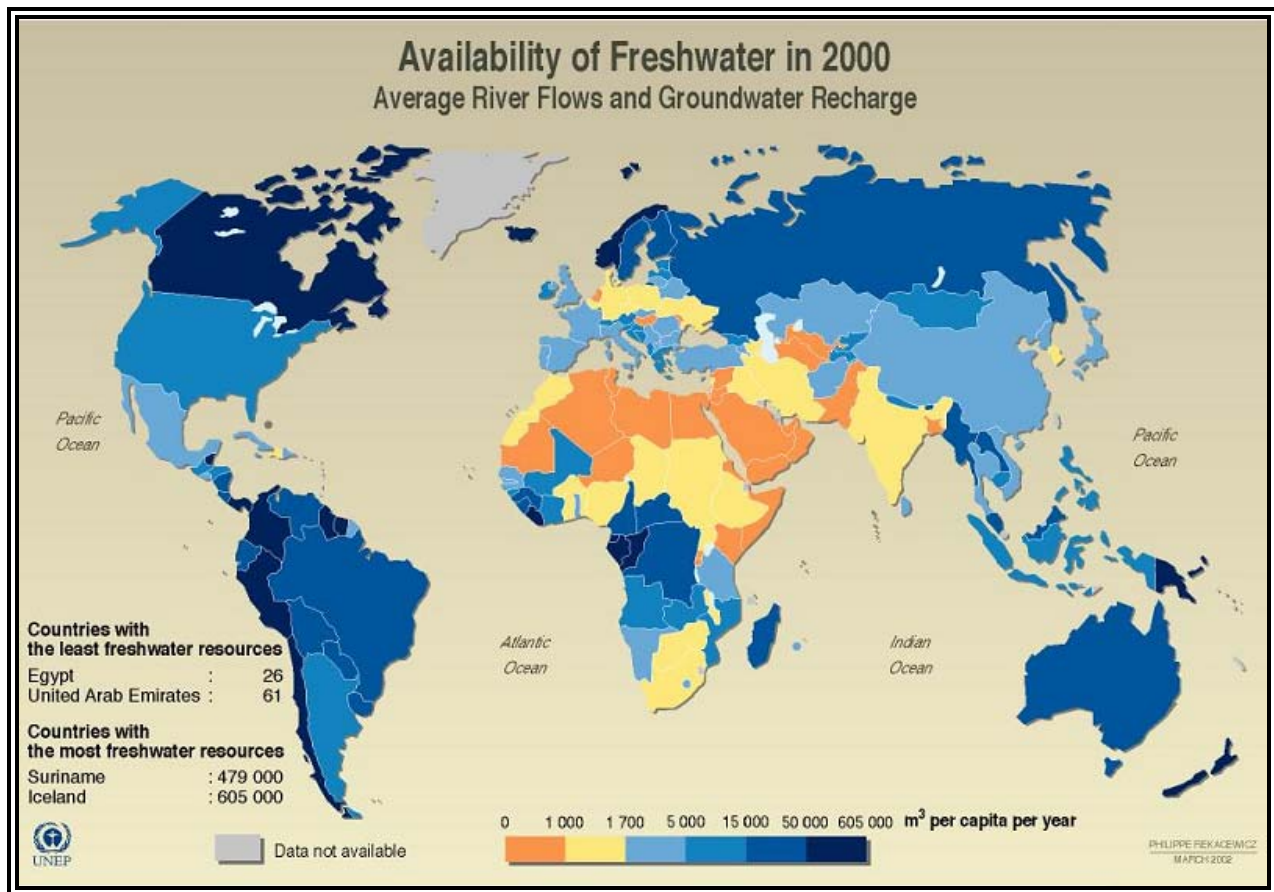 Availability of Freshwater in 2000
Average River Flows and Groundwater Recharge
Pacific
Ocean
Pacific
Ocean
Atlantic
Ocean
Indian
Ocean
Countries with
the least freshwater resources
Egypt : 26
United Arab Emirates : 61
Countries with
the most freshwater resources
Suriname : 479 000
Iceland : 605 000
0 1 000 1 700 5 000 15 000 50 000 605 000 m³ per capita per year
Data not available
UNEP
PHILIPPE REKACEWICZ
MARCH 2002